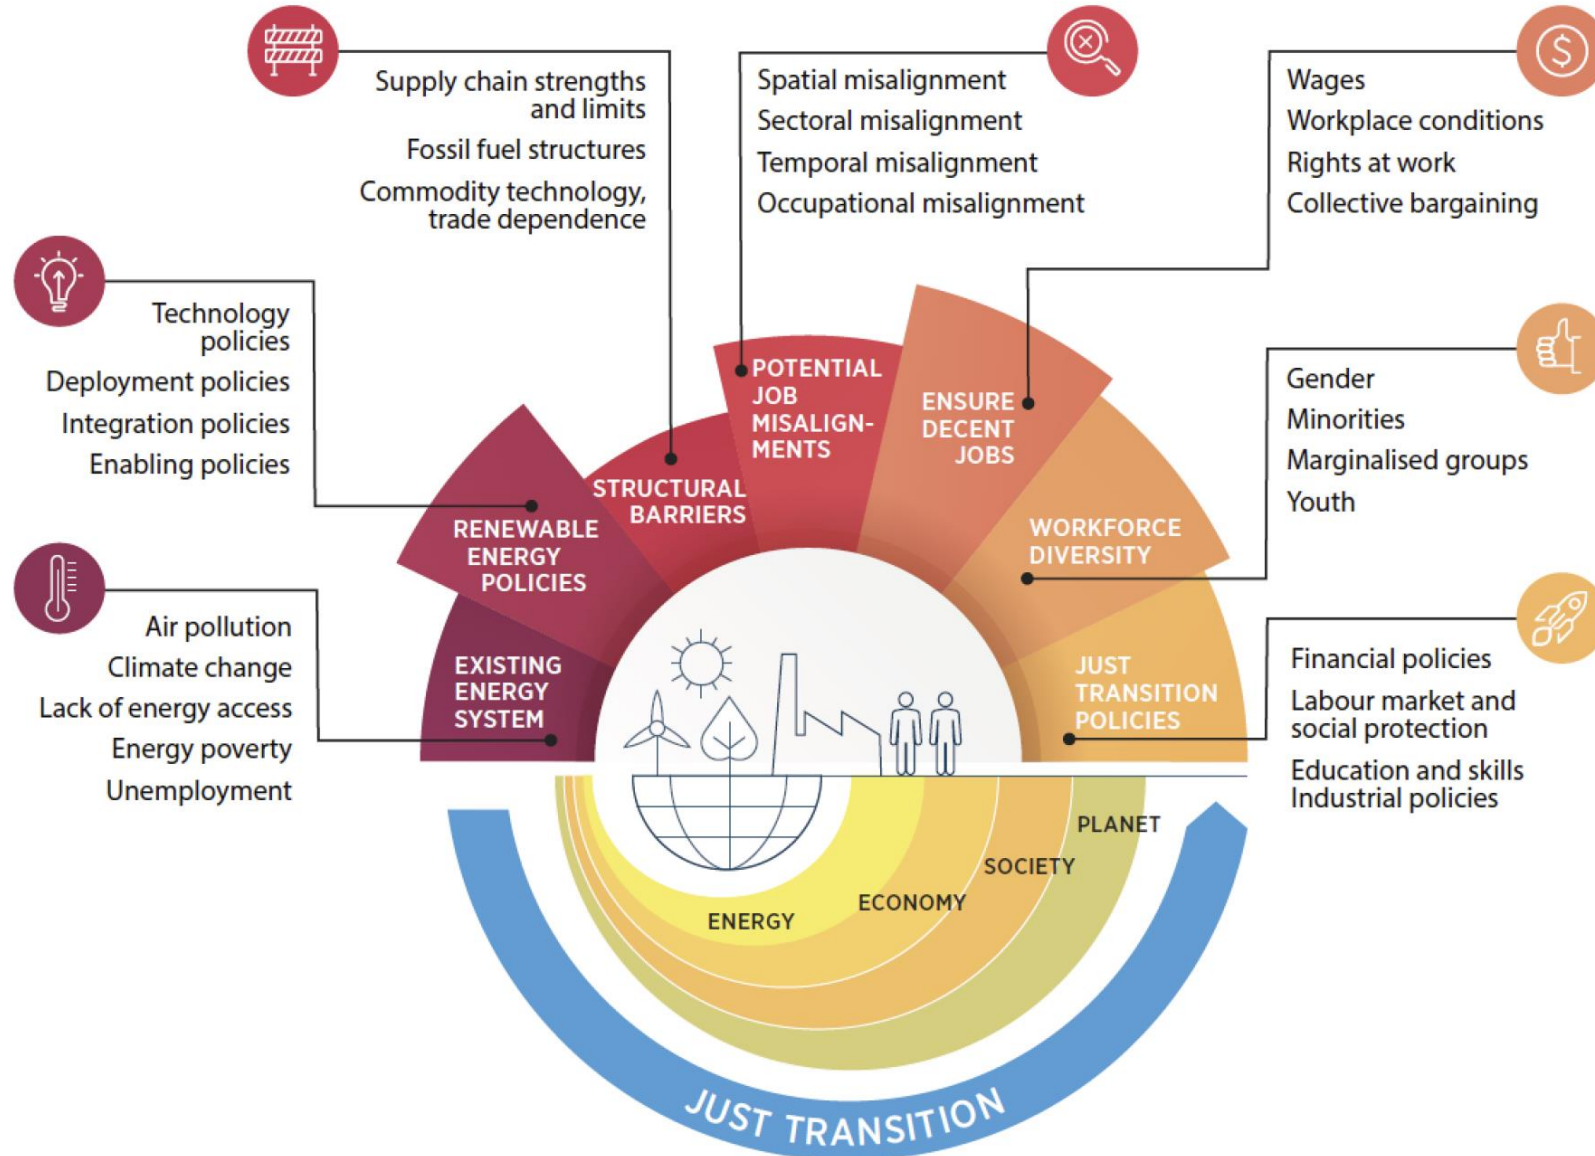 Supply chain strengths
and limits
Fossil fuel structures
Commodity technology,
trade dependence
Spatial misalignment
Sectoral misalignment
Temporal misalignment
Occupational misalignment
Wages
Workplace conditions
Rights at work
Collective bargaining
Technology
policies
Deployment policies
Integration policies
Enabling policies
Gender
Minorities
Marginalised groups
Youth
Air pollution
Climate change
Lack of energy access
Energy poverty
Unemployment
Financial policies
Labour market and
social protection
Education and skills
Industrial policies
EXISTING
ENERGY
SYSTEM
RENEWABLE
ENERGY
POLICIES
STRUCTURAL
BARRIERS
POTENTIAL
JOB
MISALIGN-
MENTS
ENSURE
DECENT
JOBS
WORKFORCE
DIVERSITY
JUST
TRANSITION
POLICIES
$
ENERGY
ECONOMY
SOCIETY
PLANET
JUST TRANSITION